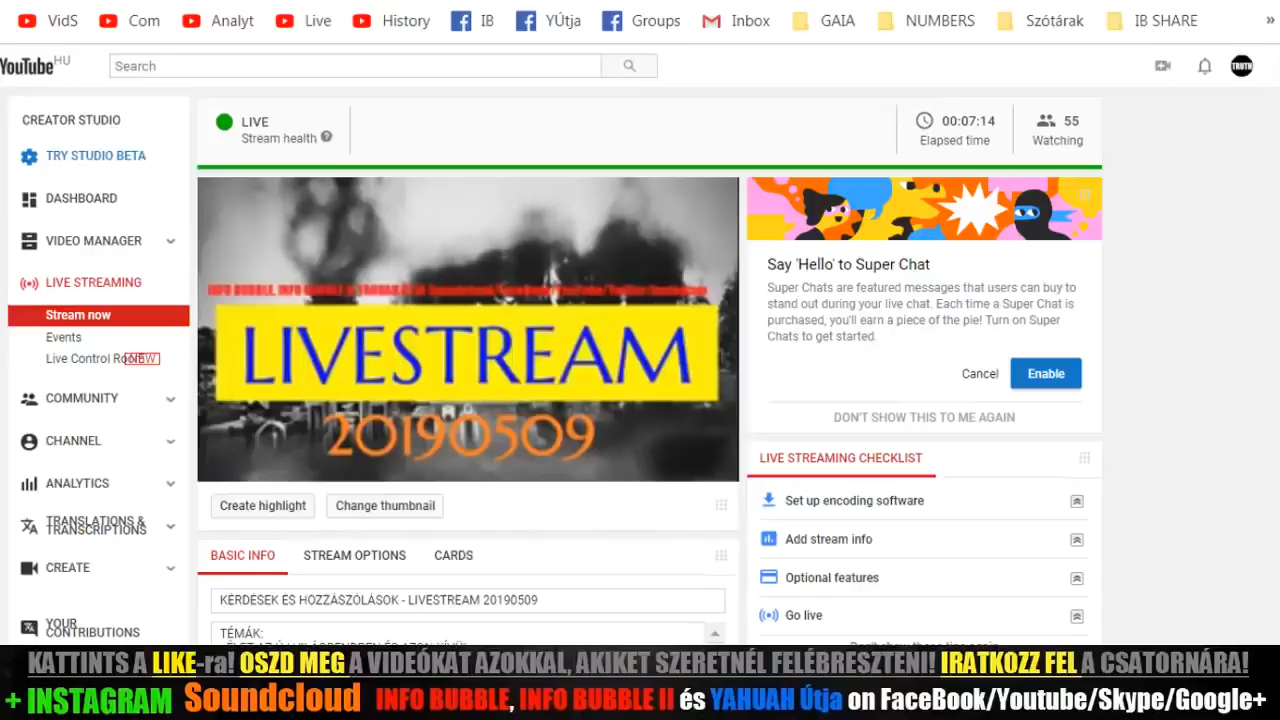 VidS Com Analyt Live History IB YÚtja Groups Inbox GAIA NUMBERS Szótárak IB SHARE »
YouTube HU Search TRUTH
CREATOR STUDIO
TRY STUDIO BETA
DASHBOARD
VIDEO MANAGER
LIVE STREAMING
Stream now
Events
Live Control Room NEW
COMMUNITY
CHANNEL
ANALYTICS
TRANSLATIONS &
TRANSCRIPTIONS
CREATE
YOUR
CONTRIBUTIONS
LIVE
Stream health ?
00:07:14
Elapsed time
55
Watching
LIVESTREAM
20190509
Create highlight Change thumbnail
BASIC INFO STREAM OPTIONS CARDS
KÉRDÉSEK ÉS HOZZÁSZÓLÁSOK - LIVESTREAM 20190509
TÉMÁK:
Say 'Hello' to Super Chat
Super Chats are featured messages that users can buy to
stand out during your live chat. Each time a Super Chat is
purchased, you'll earn a piece of the pie! Turn on Super
Chats to get started.
Cancel Enable
DON'T SHOW THIS TO ME AGAIN
LIVE STREAMING CHECKLIST
Set up encoding software
Add stream info
Optional features
Go live
KATTINTS A LIKE-ra! OSZD MEG A VIDEÓKAT AZOKKAL, AKIKET SZERETNÉL FELÉBRESZTENI! IRATKOZZ FEL A CSATORNÁRA!
+ INSTAGRAM Soundcloud INFO BUBBLE, INFO BUBBLE II és YAHUAH Útja on FaceBook/Youtube/Skype/Google+